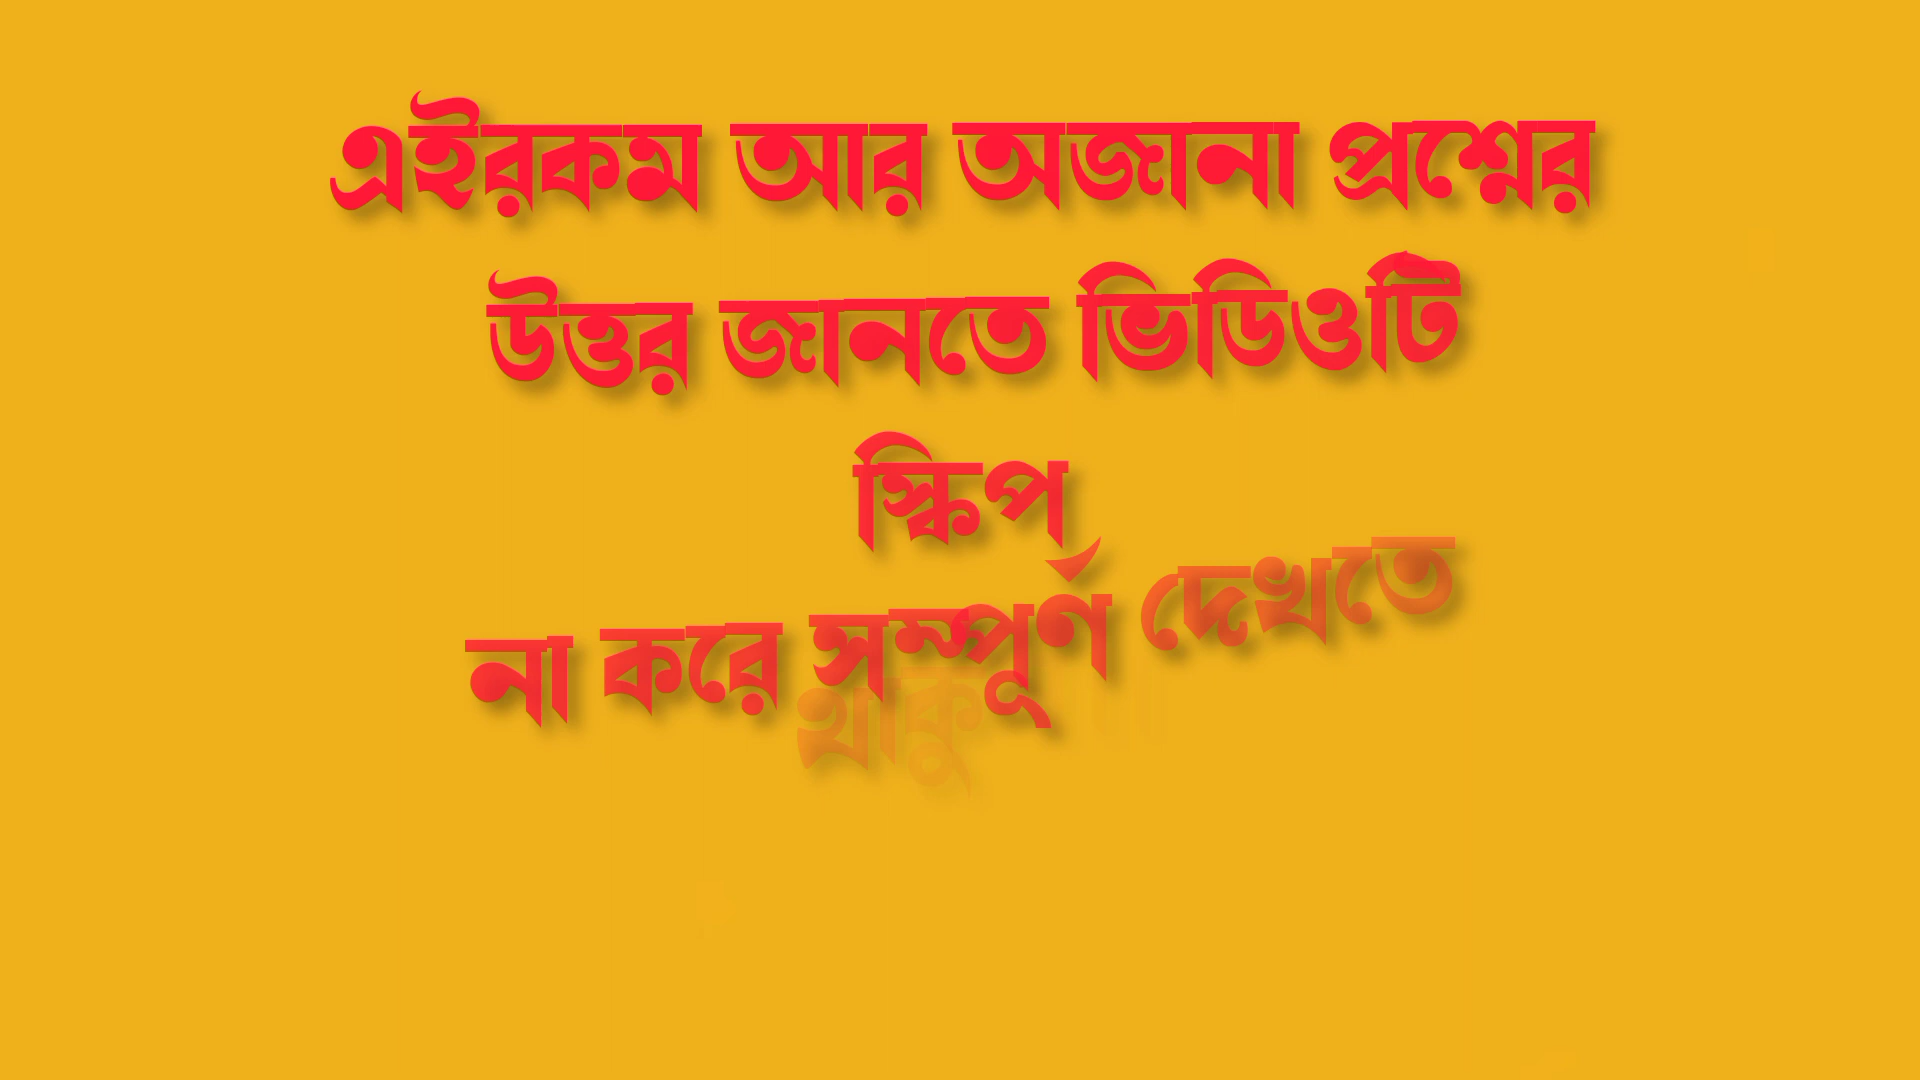 এইরকম আর অজানা প্রশ্নের
উত্তর জানতে ভিডিওটি
স্কিপ
না করে সম্পূর্ণ দেখতে
থাকু